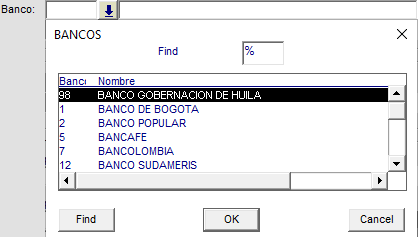 Banco:
BANCOS
Find %
Banco Nombre
98 BANCO GOBERNACION DE HUILA
1 BANCO DE BOGOTA
2 BANCO POPULAR
5 BANCAFE
7 BANCOLOMBIA
12 BANCO SUDAMERIS
Find OK Cancel